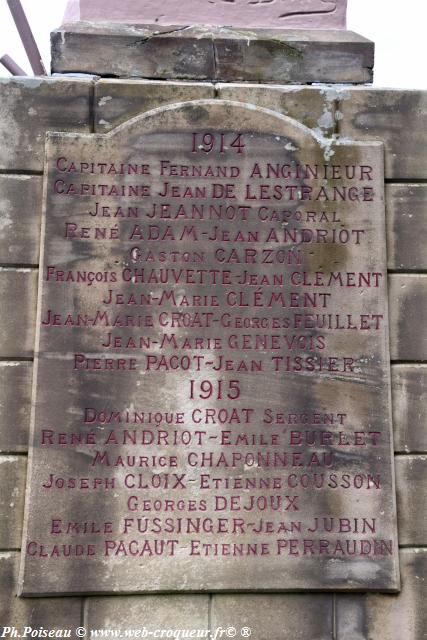 1914
Capitaine Fernand ANGINIEUR
Capitaine Jean DE LESTRANGE
Jean JEANNOT Caporal
René ADAM-Jean ANDRIOT
Gaston CARZON
François CHAUVETTE-Jean CLÉMENT
Jean-Marie CLÉMENT
Jean-Marie CROAT-Georges FEUILLET
Jean-Marie GENEVOIS
Pierre PACOT-Jean TISSIER
1915
Dominique CROAT Sergent
René ANDRIOT-Emile BURLET
Maurice CHAPONNEAU
Joseph CLOIX-Etienne COUSSON
Georges DEJOUX
Emile FUSSINGER-Jean JUBIN
Claude PACAUT-Etienne PERRAUDIN
Ph.Poiseau © www-web-croqueur.fr ®©